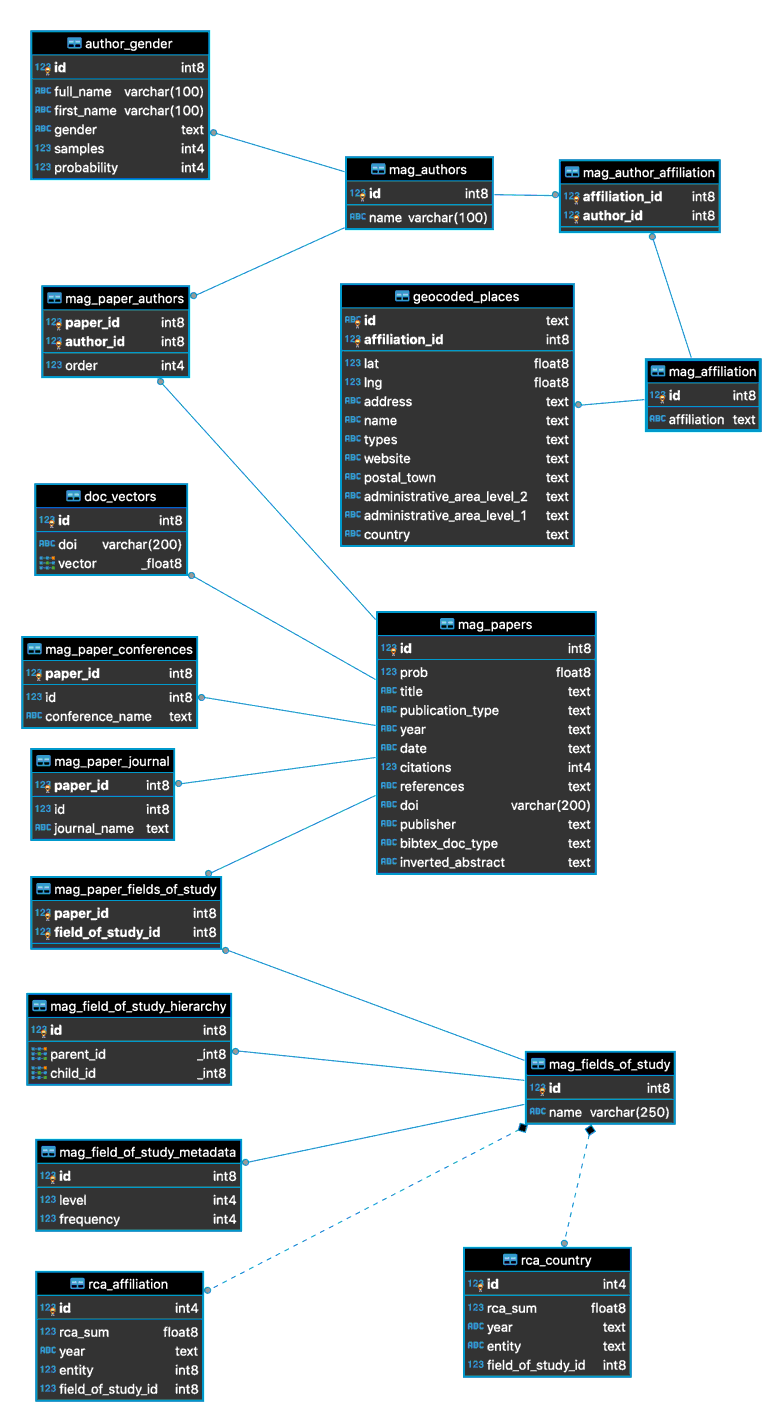 author_gender
123 id int8
ABC full_name varchar(100)
ABC first_name varchar(100)
ABC gender text
123 samples int4
123 probability int4
mag_authors
123 id int8
ABC name varchar(100)
mag_author_affiliation
123 affiliation_id int8
123 author_id int8
mag_paper_authors
123 paper_id int8
123 author_id int8
123 order int4
geocoded_places
ABC id text
123 affiliation_id int8
123 lat float8
123 lng float8
ABC address text
ABC name text
ABC types text
ABC website text
ABC postal_town text
ABC administrative_area_level_2 text
ABC administrative_area_level_1 text
ABC country text
mag_affiliation
123 id int8
ABC affiliation text
doc_vectors
123 id int8
ABC doi varchar(200)
vector _float8
mag_papers
123 id int8
123 prob float8
ABC title text
ABC publication_type text
ABC year text
ABC date text
123 citations int4
ABC references text
ABC doi varchar(200)
ABC publisher text
ABC bibtex_doc_type text
ABC inverted_abstract text
mag_paper_conferences
123 paper_id int8
123 id int8
ABC conference_name text
mag_paper_journal
123 paper_id int8
123 id int8
ABC journal_name text
mag_paper_fields_of_study
123 paper_id int8
123 field_of_study_id int8
mag_field_of_study_hierarchy
123 id int8
parent_id _int8
child_id _int8
mag_fields_of_study
123 id int8
ABC name varchar(250)
mag_field_of_study_metadata
123 id int8
123 level int4
123 frequency int4
rca_affiliation
123 id int4
123 rca_sum float8
ABC year text
123 entity int8
123 field_of_study_id int8
rca_country
123 id int4
123 rca_sum float8
ABC year text
ABC entity text
123 field_of_study_id int8